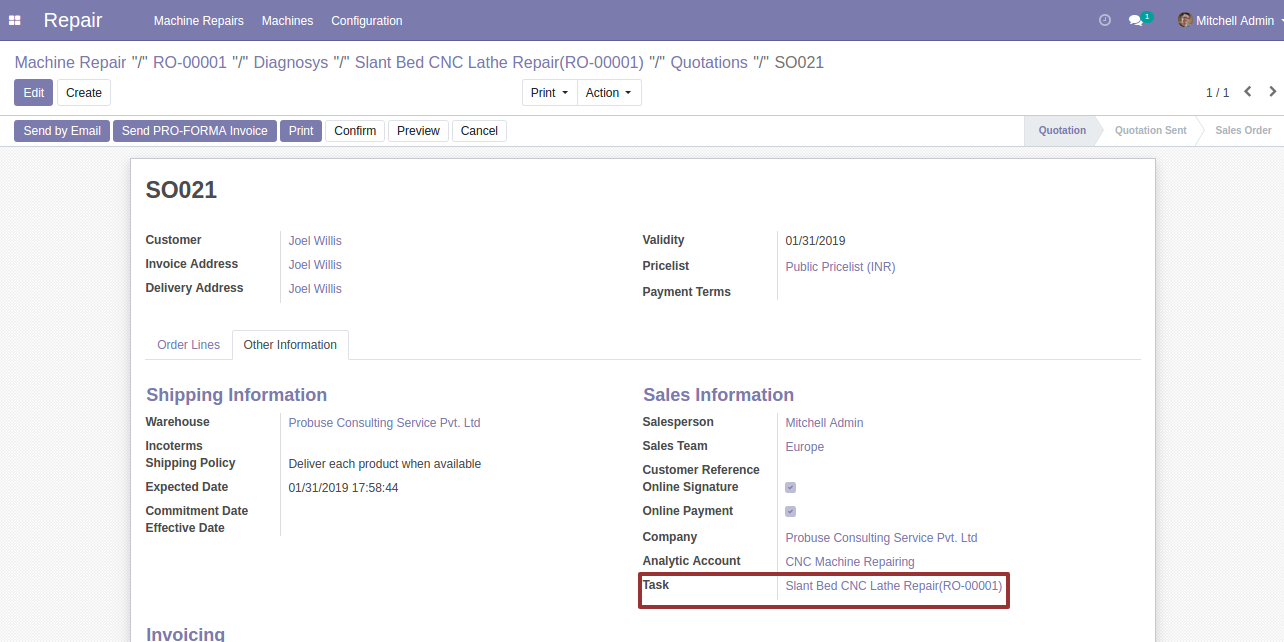 Repair Machine Repairs Machines Configuration 1 Mitchell Admin
Machine Repair "/" RO-00001 "/" Diagnosys "/" Slant Bed CNC Lathe Repair(RO-00001) "/" Quotations "/" SO021
Edit Create Print Action 1 / 1
Send by Email Send PRO-FORMA Invoice Print Confirm Preview Cancel Quotation Quotation Sent Sales Order
SO021
Customer Joel Willis
Invoice Address Joel Willis
Delivery Address Joel Willis
Validity 01/31/2019
Pricelist Public Pricelist (INR)
Payment Terms
Order Lines Other Information
Shipping Information
Warehouse Probuse Consulting Service Pvt. Ltd
Incoterms
Shipping Policy Deliver each product when available
Expected Date 01/31/2019 17:58:44
Commitment Date
Effective Date
Sales Information
Salesperson Mitchell Admin
Sales Team Europe
Customer Reference
Online Signature
Online Payment
Company Probuse Consulting Service Pvt. Ltd
Analytic Account CNC Machine Repairing
Task Slant Bed CNC Lathe Repair(RO-00001)
Invoicing